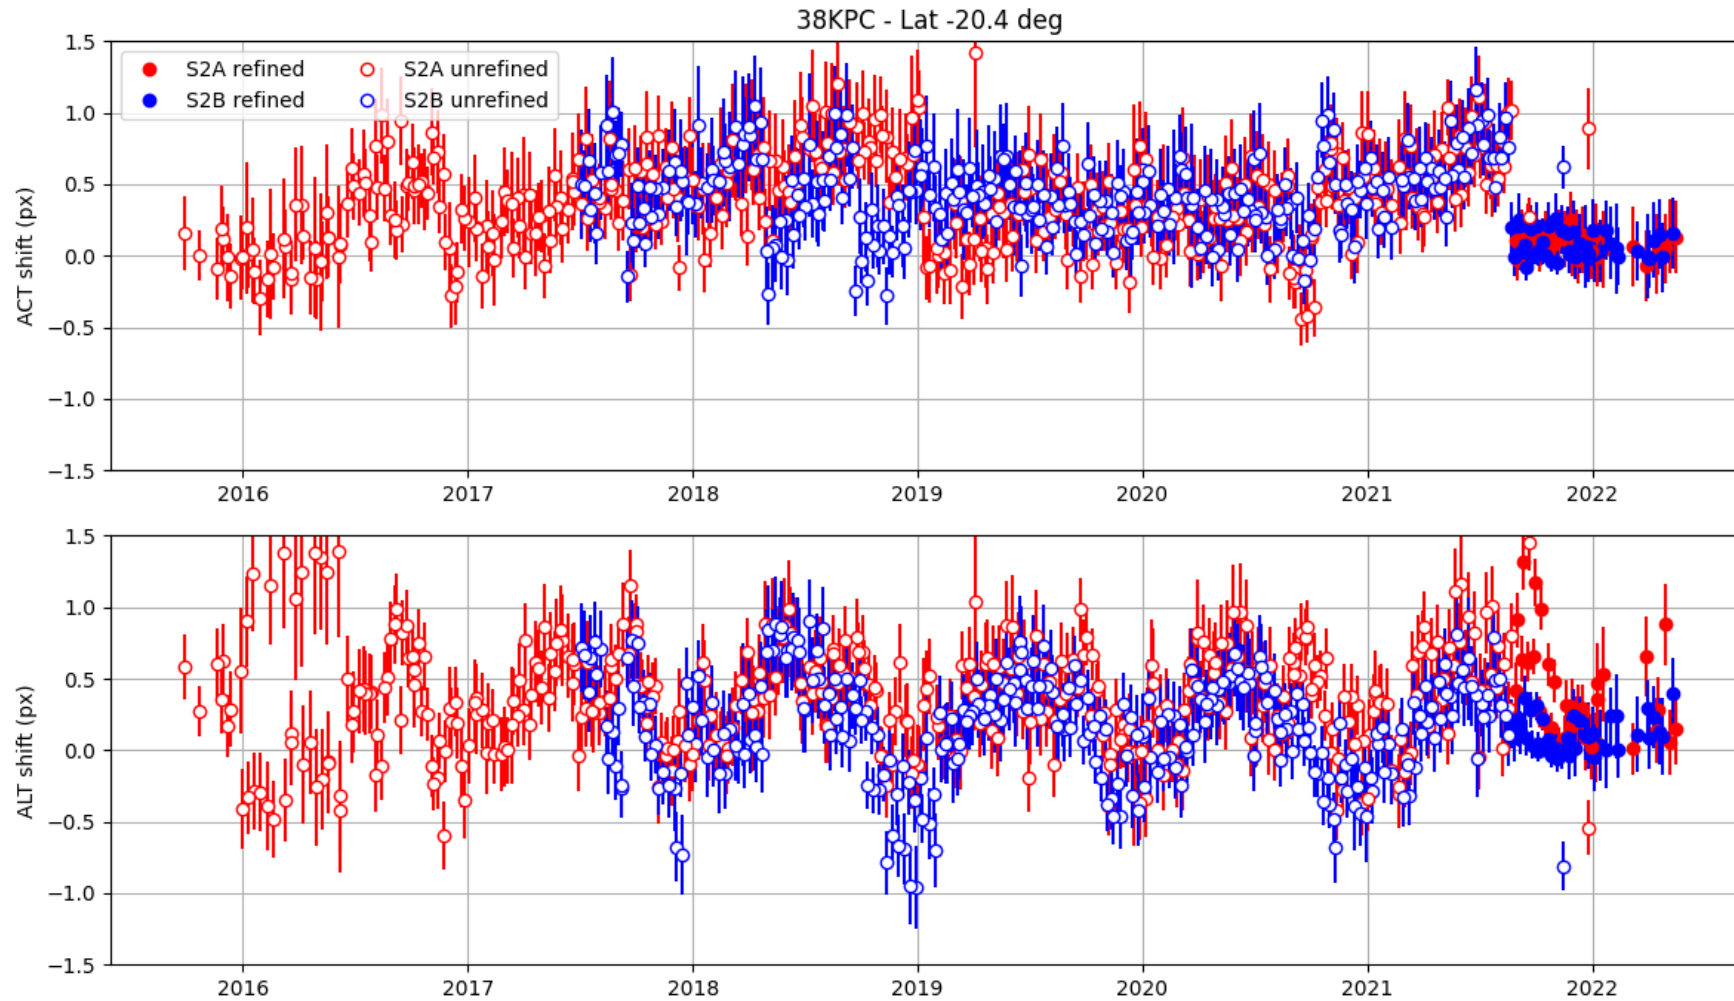 38KPC - Lat -20.4 deg
S2A refined
S2B refined
S2A unrefined
S2B unrefined
ACT shift (px)
1.5
1.0
0.5
0.0
−0.5
−1.0
−1.5
2016 2017 2018 2019 2020 2021 2022
ALT shift (px)
1.5
1.0
0.5
0.0
−0.5
−1.0
−1.5
2016 2017 2018 2019 2020 2021 2022